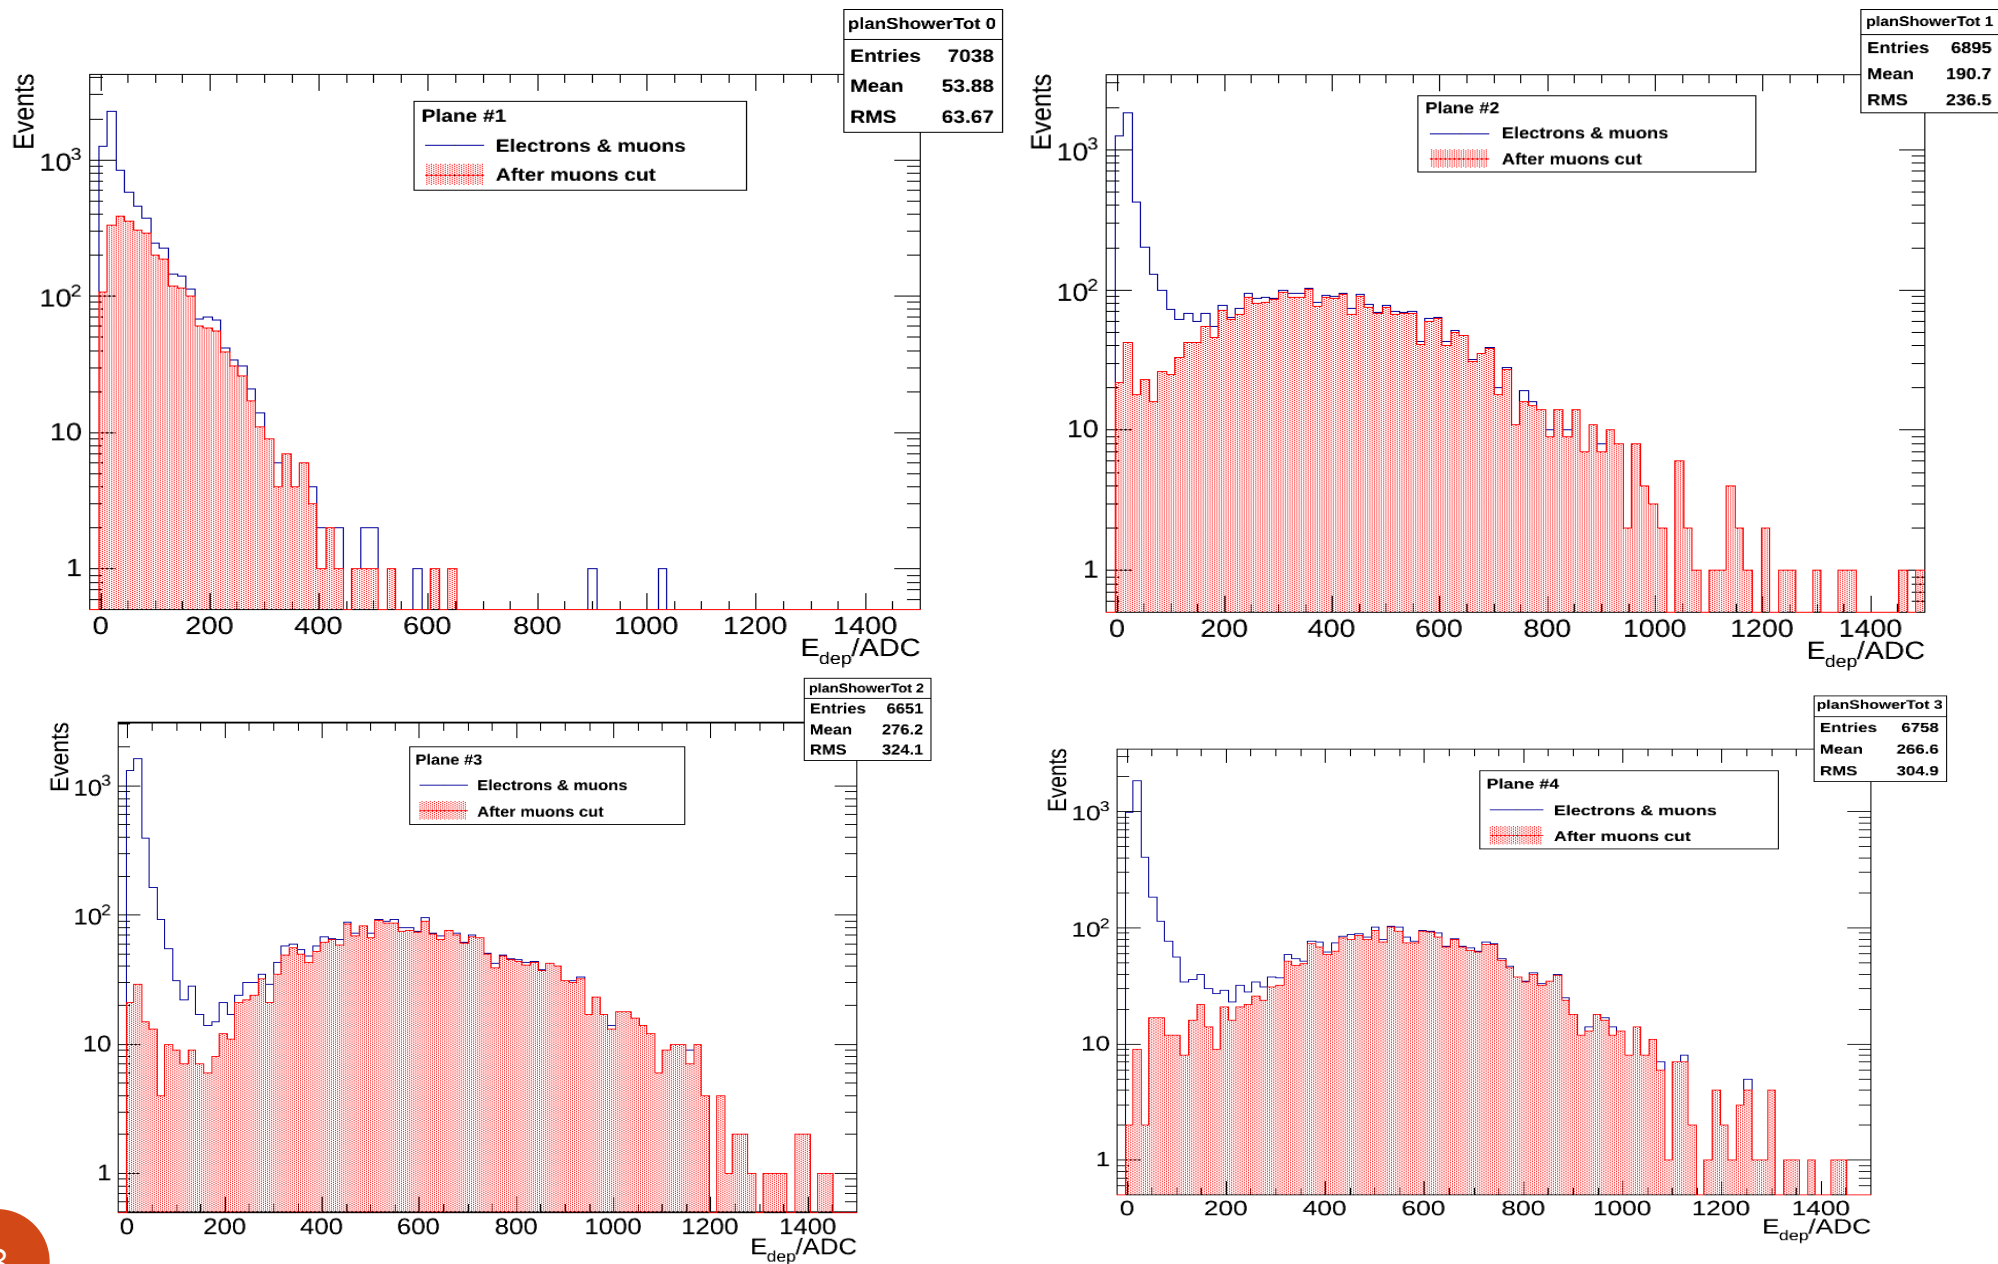 planShowerTot 0
Entries 7038
Mean 53.88
RMS 63.67
Events
Plane #1
Electrons & muons
After muons cut
10³
10²
10
1
0 200 400 600 800 1000 1200 1400
E_dep/ADC
planShowerTot 1
Entries 6895
Mean 190.7
RMS 236.5
Events
Plane #2
Electrons & muons
After muons cut
10³
10²
10
1
0 200 400 600 800 1000 1200 1400
E_dep/ADC
planShowerTot 2
Entries 6651
Mean 276.2
RMS 324.1
Events
Plane #3
Electrons & muons
After muons cut
10³
10²
10
1
0 200 400 600 800 1000 1200 1400
E_dep/ADC
planShowerTot 3
Entries 6758
Mean 266.6
RMS 304.9
Events
Plane #4
Electrons & muons
After muons cut
10³
10²
10
1
0 200 400 600 800 1000 1200 1400
E_dep/ADC